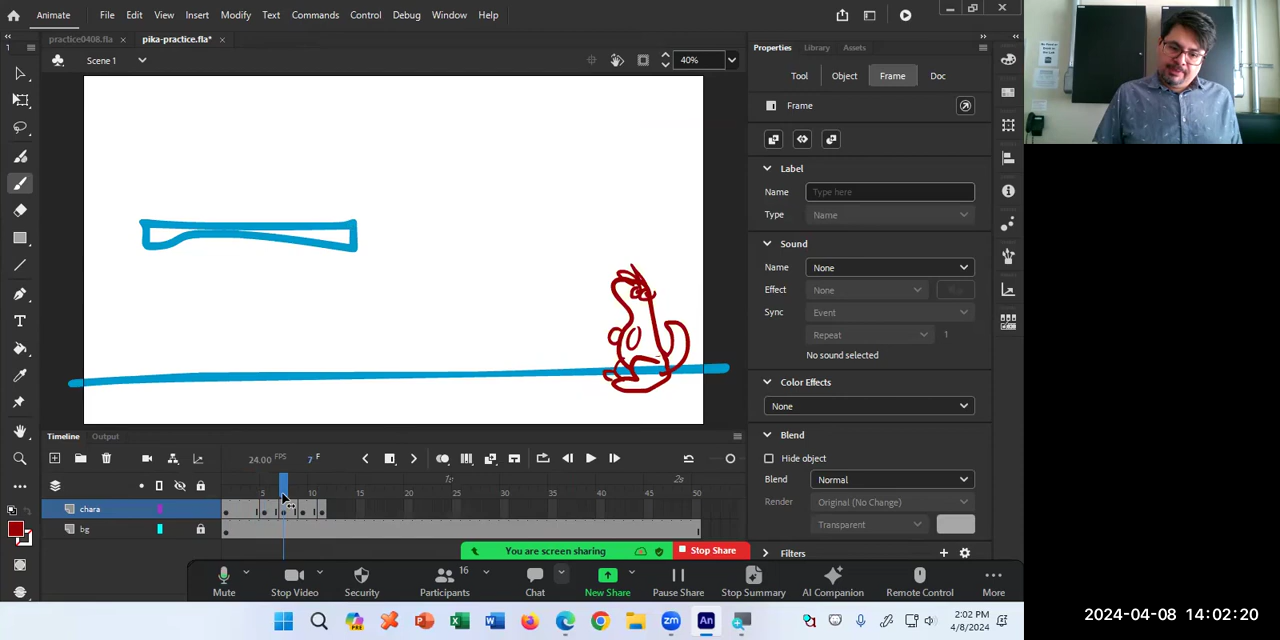 Animate File Edit View Insert Modify Text Commands Control Debug Window Help
practice0408.fla × pika-practice.fla* ×
Scene 1 40%
Properties Library Assets
Tool Object Frame Doc
Frame
Label
Name Type here
Type Name
Sound
Name None
Effect None
Sync Event
Repeat 1
No sound selected
Color Effects
None
Blend
Hide object
Blend Normal
Render Original (No Change)
Transparent
Filters
Timeline Output
24.00 FPS 7 F
1s 2s
5 10 15 20 25 30 35 40 45 50
chara
bg
You are screen sharing Stop Share
16
Mute Stop Video Security Participants Chat New Share Pause Share Stop Summary AI Companion Remote Control More
2:02 PM
4/8/2024
2024-04-08 14:02:20